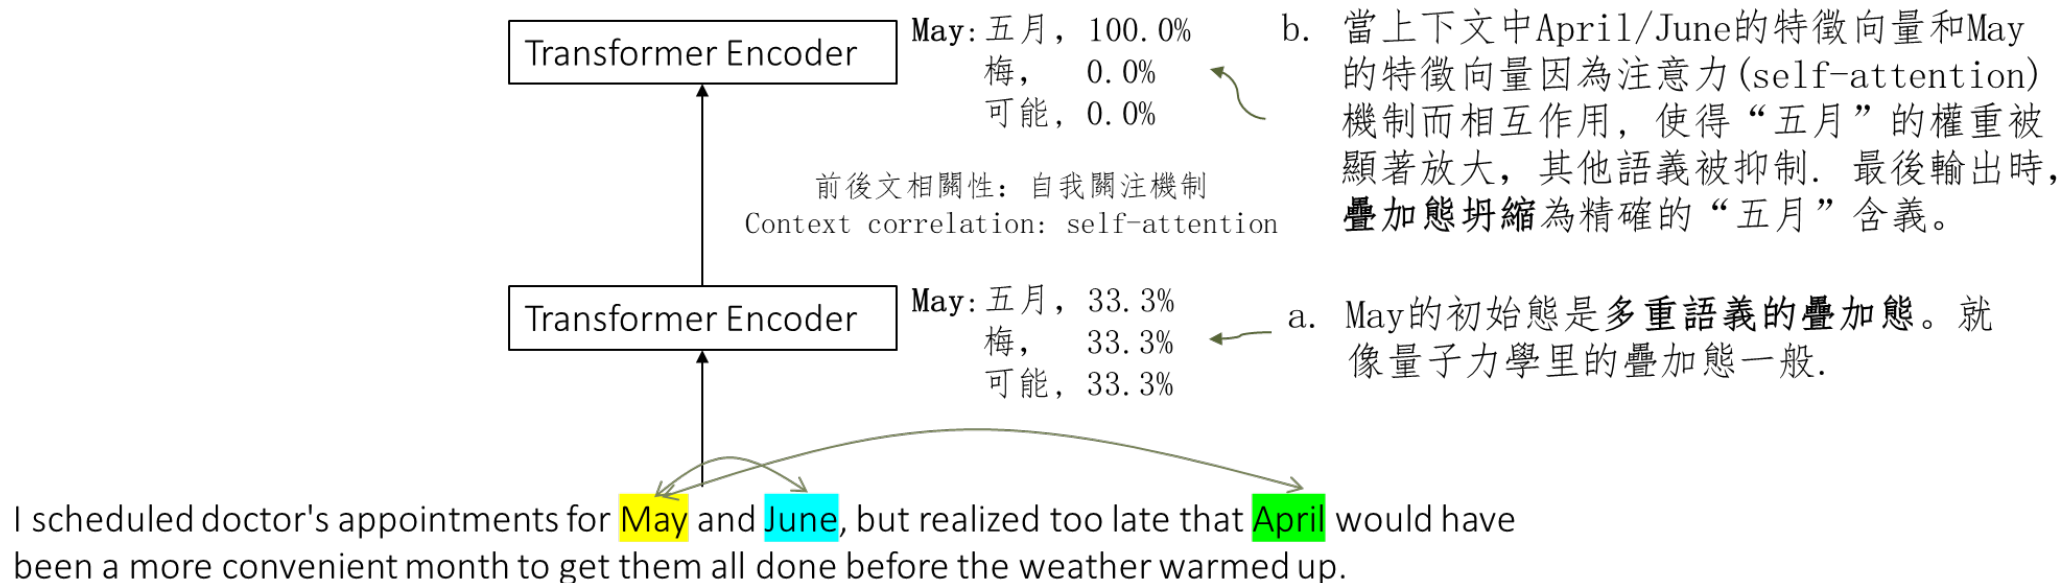 Transformer Encoder
May: 五月, 100.0%
梅, 0.0%
可能, 0.0%
b. 當上下文中April/June的特徵向量和May
的特徵向量因為注意力(self-attention)
機制而相互作用, 使得“五月”的權重被
顯著放大, 其他語義被抑制. 最後輸出時,
疊加態坍縮為精確的“五月”含義。
前後文相關性: 自我關注機制
Context correlation: self-attention
Transformer Encoder
May: 五月, 33.3%
梅, 33.3%
可能, 33.3%
a. May的初始態是多重語義的疊加態。就
像量子力學里的疊加態一般.
I scheduled doctor's appointments for May and June, but realized too late that April would have
been a more convenient month to get them all done before the weather warmed up.